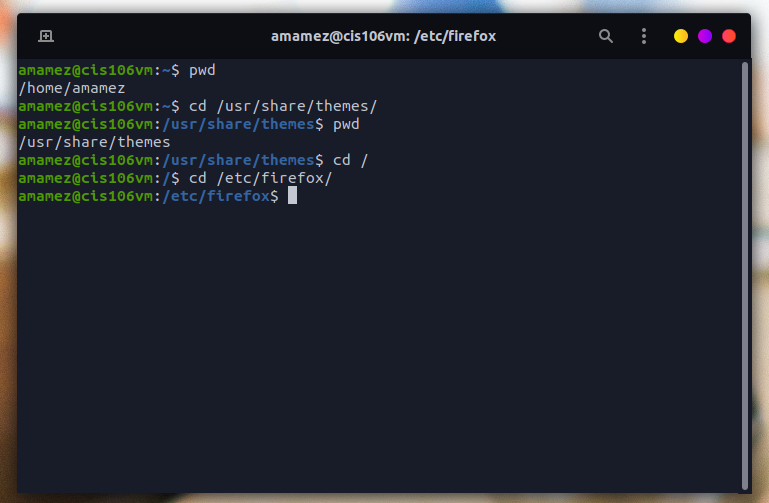 amamez@cis106vm: /etc/firefox
amamez@cis106vm:~$ pwd
/home/amamez
amamez@cis106vm:~$ cd /usr/share/themes/
amamez@cis106vm:/usr/share/themes$ pwd
/usr/share/themes
amamez@cis106vm:/usr/share/themes$ cd /
amamez@cis106vm:/$ cd /etc/firefox/
amamez@cis106vm:/etc/firefox$